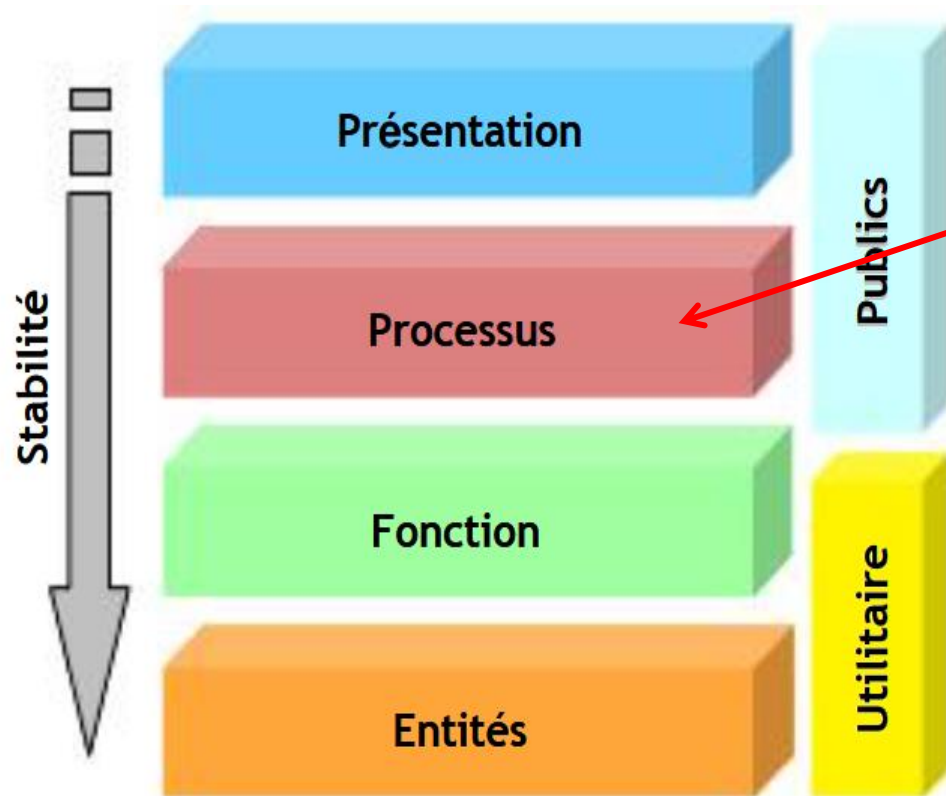 Présentation
Processus
Fonction
Entités
Stabilité
Publics
Utilitaire